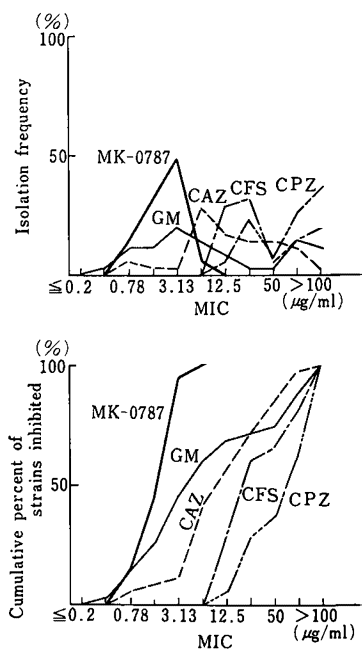 (%)
100
Isolation frequency
50
MK-0787
CAZ
CFS
CPZ
GM
≦0.2 0.78 3.13 12.5 50 >100
MIC
(μg/ml)
(%)
100
Cumulative percent of
strains inhibited
MK-0787
GM
50
CAZ
CFS
CPZ
≦0.2 0.78 3.13 12.5 50 >100
MIC
(μg/ml)